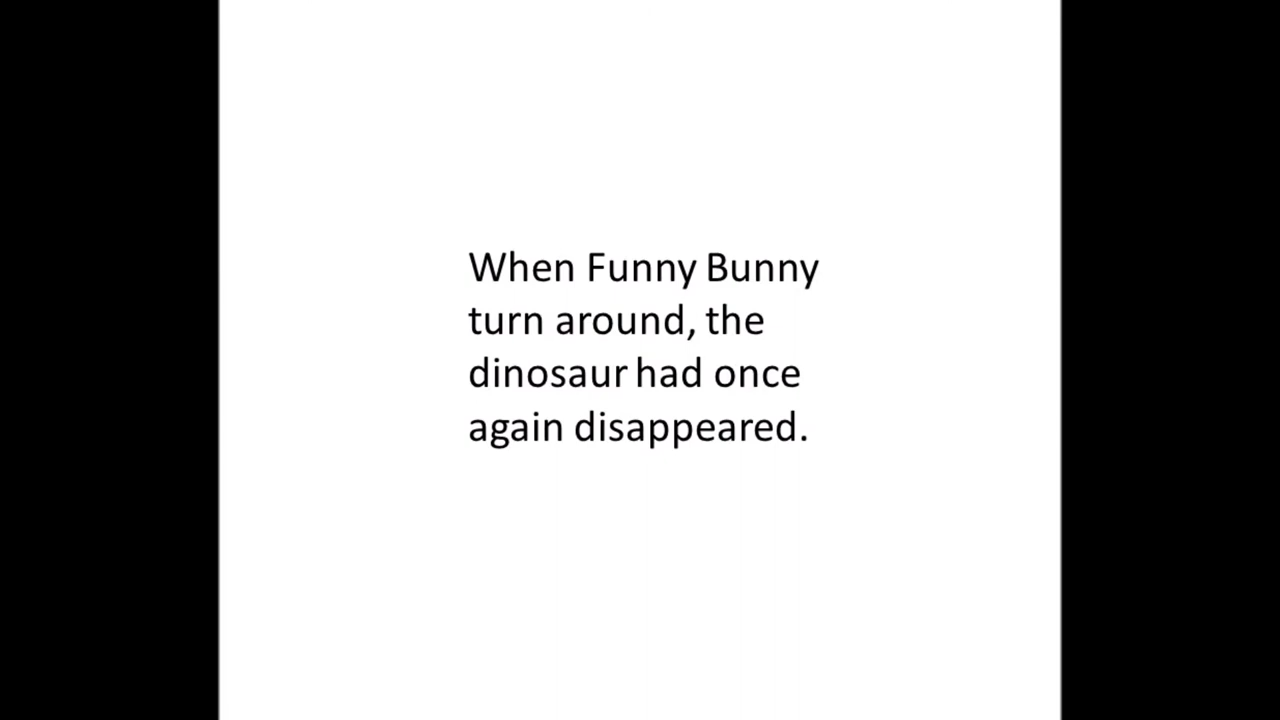 When Funny Bunny
turn around, the
dinosaur had once
again disappeared.